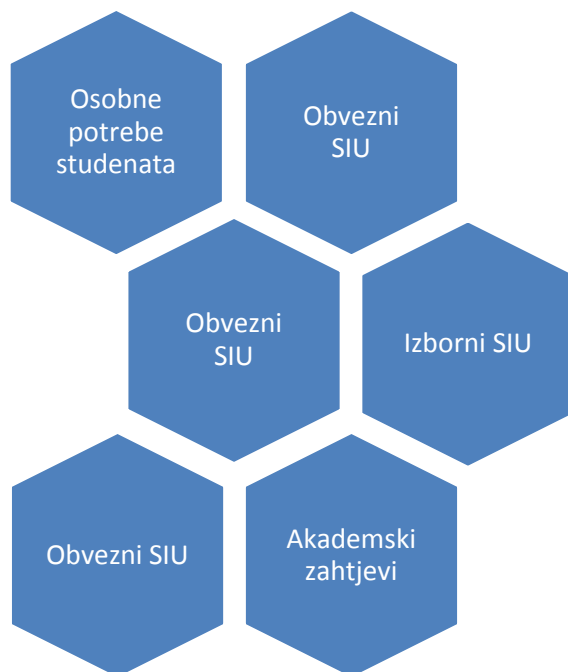 Osobne
potrebe
studenata
Obvezni
SIU
Obvezni
SIU
Izborni SIU
Obvezni SIU
Akademski
zahtjevi